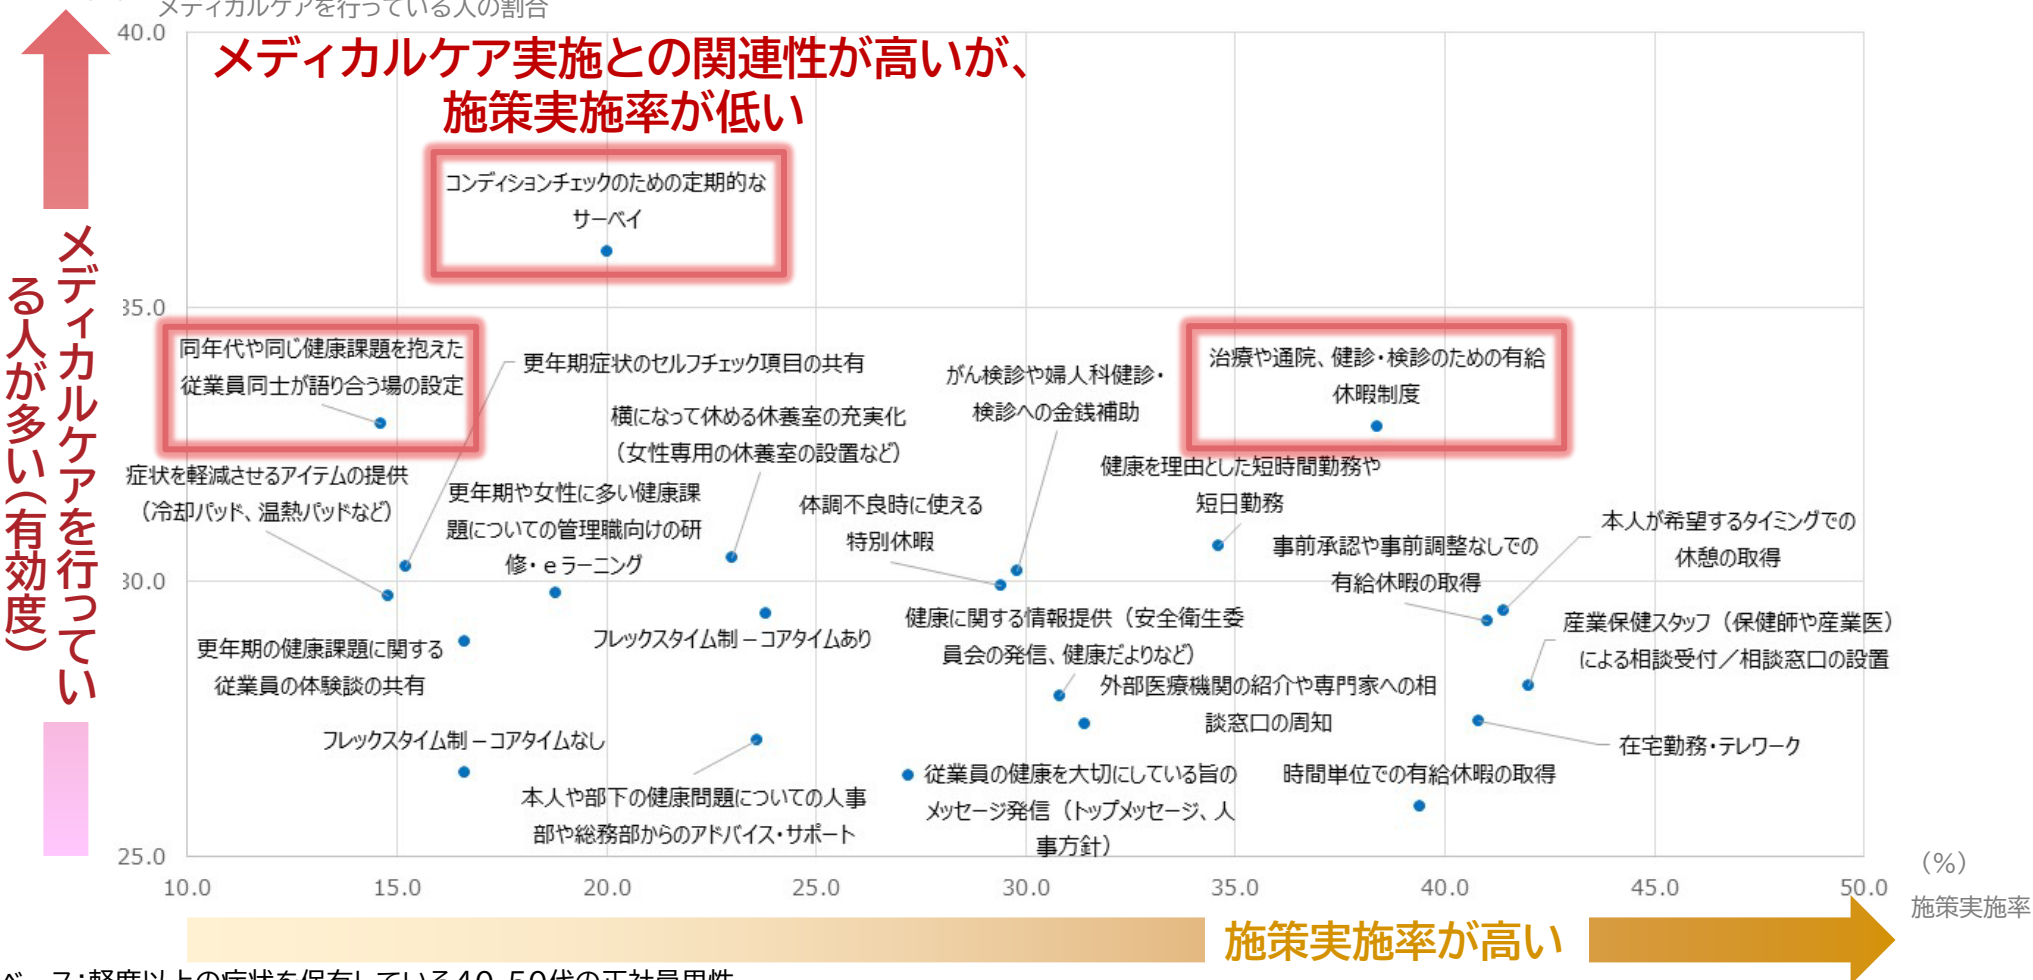 メディカルケアを行っている人の割合
40.0
メディカルケア実施との関連性が高いが、
施策実施率が低い
コンディションチェックのための定期的な
サーベイ
35.0
メディカルケアを行ってい
る人が多い(有効度)
同年代や同じ健康課題を抱えた
従業員同士が語り合う場の設定
更年期症状のセルフチェック項目の共有
がん検診や婦人科健診・
検診への金銭補助
治療や通院、健診・検診のための有給
休暇制度
横になって休める休養室の充実化
（女性専用の休養室の設置など）
症状を軽減させるアイテムの提供
（冷却パッド、温熱パッドなど）
更年期や女性に多い健康課
題についての管理職向けの研
修・ｅラーニング
体調不良時に使える
特別休暇
健康を理由とした短時間勤務や
短日勤務
事前承認や事前調整なしでの
有給休暇の取得
本人が希望するタイミングでの
休憩の取得
30.0
更年期の健康課題に関する
従業員の体験談の共有
フレックスタイム制－コアタイムあり
健康に関する情報提供（安全衛生委
員会の発信、健康だよりなど）
産業保健スタッフ（保健師や産業医）
による相談受付／相談窓口の設置
外部医療機関の紹介や専門家への相
談窓口の周知
フレックスタイム制－コアタイムなし
在宅勤務・テレワーク
本人や部下の健康問題についての人事
部や総務部からのアドバイス・サポート
従業員の健康を大切にしている旨の
メッセージ発信（トップメッセージ、人
事方針）
時間単位での有給休暇の取得
25.0
10.0 15.0 20.0 25.0 30.0 35.0 40.0 45.0 50.0
（%）
施策実施率
施策実施率が高い
ベース：軽度以上の症状を保有している40-50代の正社員男性